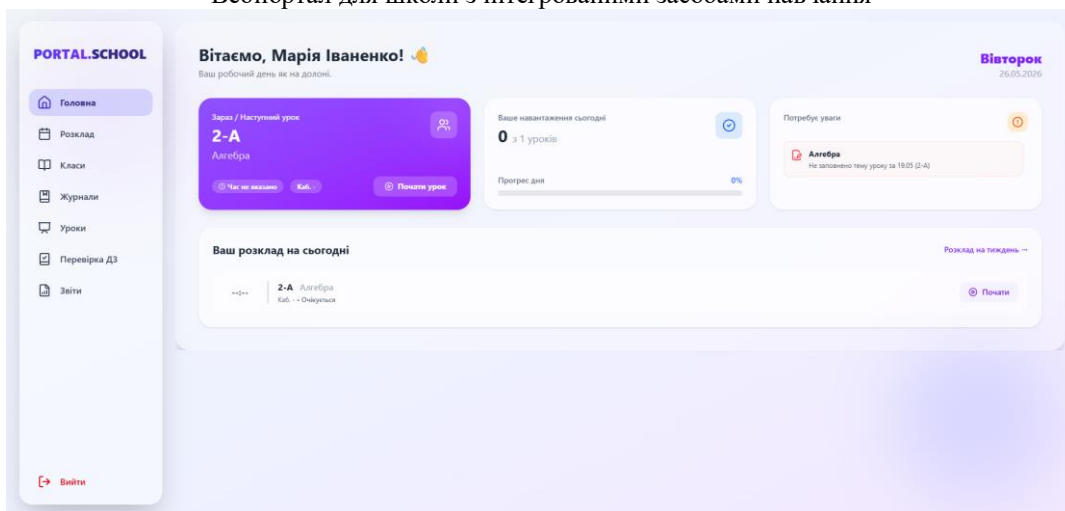 Вебпортал для школи з інтегрованими засобами навчання
PORTAL.SCHOOL
Головна
Розклад
Класи
Журнали
Уроки
Перевірка ДЗ
Звіти
Вийти
Вітаємо, Марія Іваненко! 👋
Ваш робочий день як на долоні.
Вівторок
26.05.2026
Зараз / Наступний урок
2-А
Алгебра
Час не вказано
Каб. -
Почати урок
Ваше навантаження сьогодні
0 з 1 уроків
Прогрес дня
0%
Потребує уваги
Алгебра
Не заповнено тему уроку за 19.05 (2-А)
Ваш розклад на сьогодні
Розклад на тиждень →
--:--
2-А Алгебра
Каб. - • Очікується
Почати